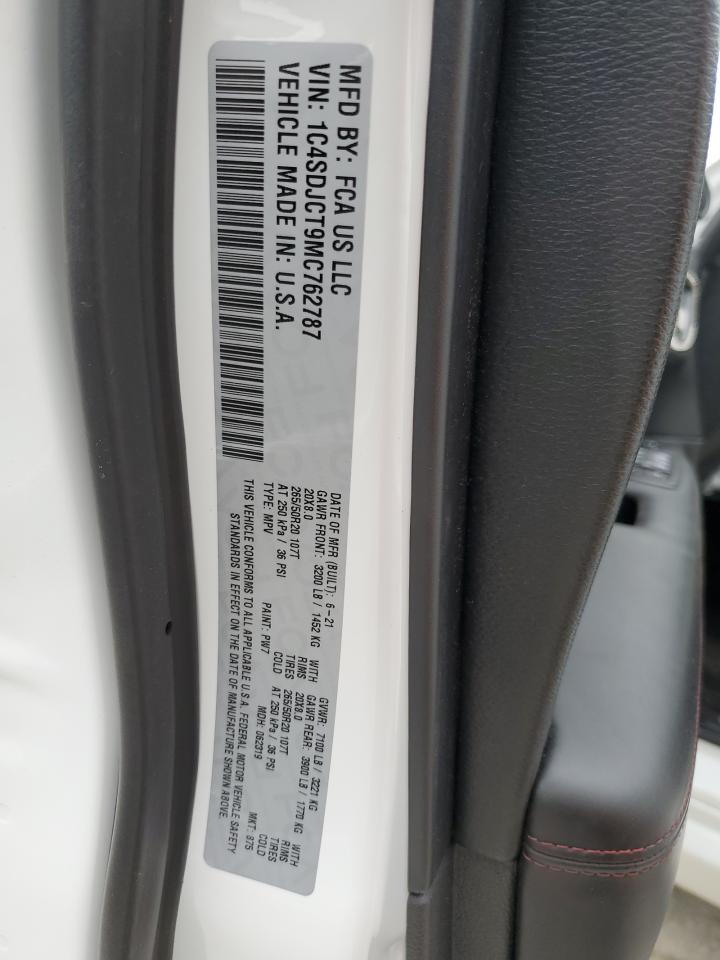 MFD BY: FCA US LLC
VIN: 1C4SDJCT9MC762787
VEHICLE MADE IN: U.S.A.
DATE OF MFR (BUILT): 6-21 GVWR: 7100 LB / 3221 KG
GAWR FRONT: 3200 LB / 1452 KG WITH GAWR REAR: 3900 LB / 1770 KG WITH
20X8.0 RIMS 20X8.0 RIMS
265/50R20 107T TIRES 265/50R20 107T TIRES
AT 250 kPa / 36 PSI COLD AT 250 kPa / 36 PSI COLD
TYPE: MPV PAINT: PW7 MDH: 062319 MKT: 875
THIS VEHICLE CONFORMS TO ALL APPLICABLE U.S.A. FEDERAL MOTOR VEHICLE SAFETY
STANDARDS IN EFFECT ON THE DATE OF MANUFACTURE SHOWN ABOVE.